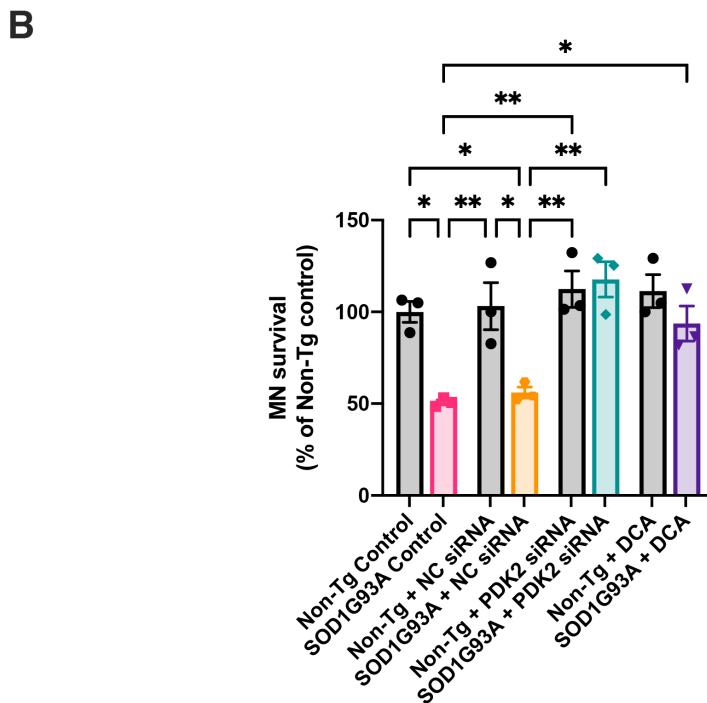 B
*
**
*
**
*
**
*
**
MN survival
(% of Non-Tg control)
150
100
50
0
Non-Tg Control
SOD1G93A Control
Non-Tg + NC siRNA
SOD1G93A + NC siRNA
Non-Tg + PDK2 siRNA
SOD1G93A + PDK2 siRNA
Non-Tg + DCA
SOD1G93A + DCA